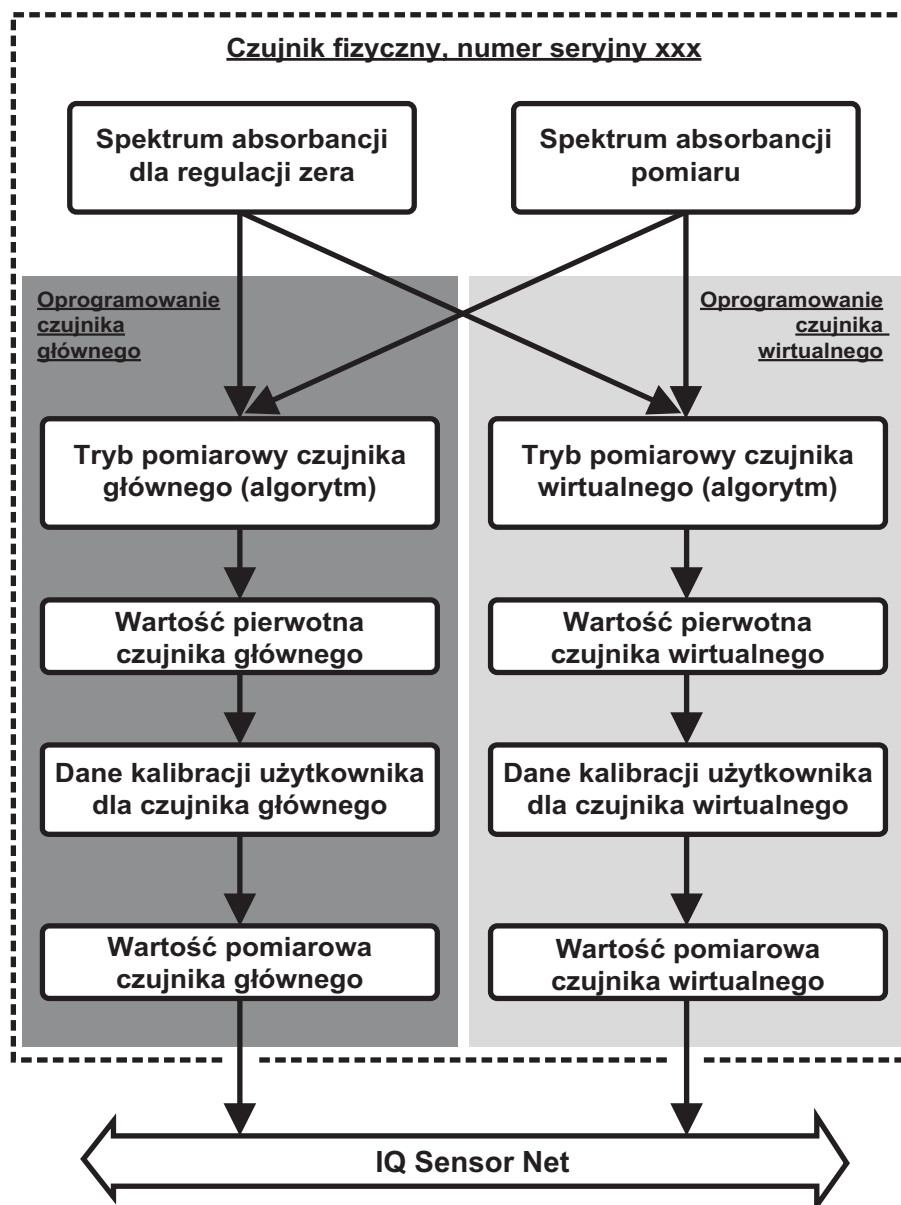 Czujnik fizyczny, numer seryjny xxx
Spektrum absorbancji
dla regulacji zera
Spektrum absorbancji
pomiaru
Oprogramowanie
czujnika
głównego
Oprogramowanie
czujnika
wirtualnego
Tryb pomiarowy czujnika
głównego (algorytm)
Tryb pomiarowy czujnika
wirtualnego (algorytm)
Wartość pierwotna
czujnika głównego
Wartość pierwotna
czujnika wirtualnego
Dane kalibracji użytkownika
dla czujnika głównego
Dane kalibracji użytkownika
dla czujnika wirtualnego
Wartość pomiarowa
czujnika głównego
Wartość pomiarowa
czujnika wirtualnego
IQ Sensor Net